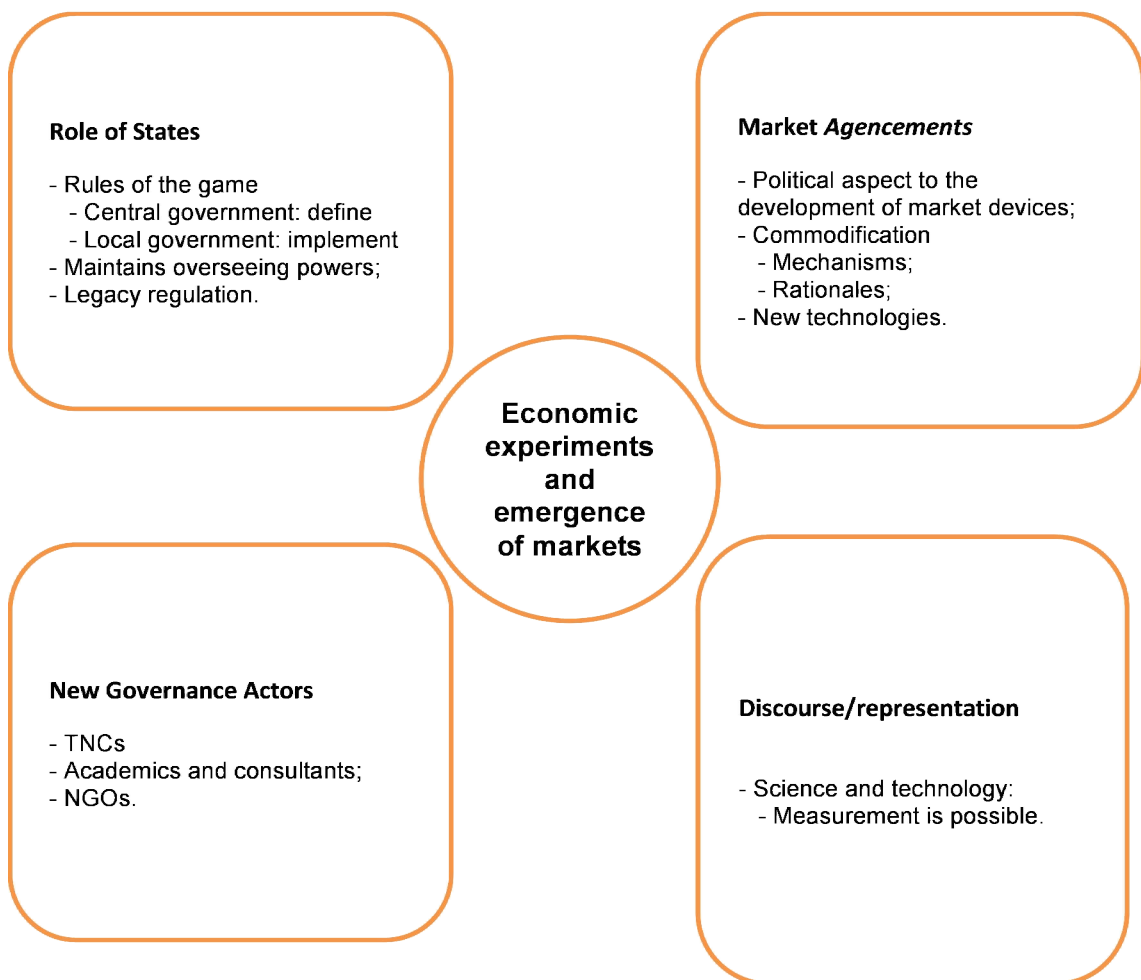 Role of States
- Rules of the game
- Central government: define
- Local government: implement
- Maintains overseeing powers;
- Legacy regulation.
Market Agencements
- Political aspect to the
development of market devices;
- Commodification
- Mechanisms;
- Rationales;
- New technologies.
Economic
experiments
and
emergence
of markets
New Governance Actors
- TNCs
- Academics and consultants;
- NGOs.
Discourse/representation
- Science and technology:
- Measurement is possible.